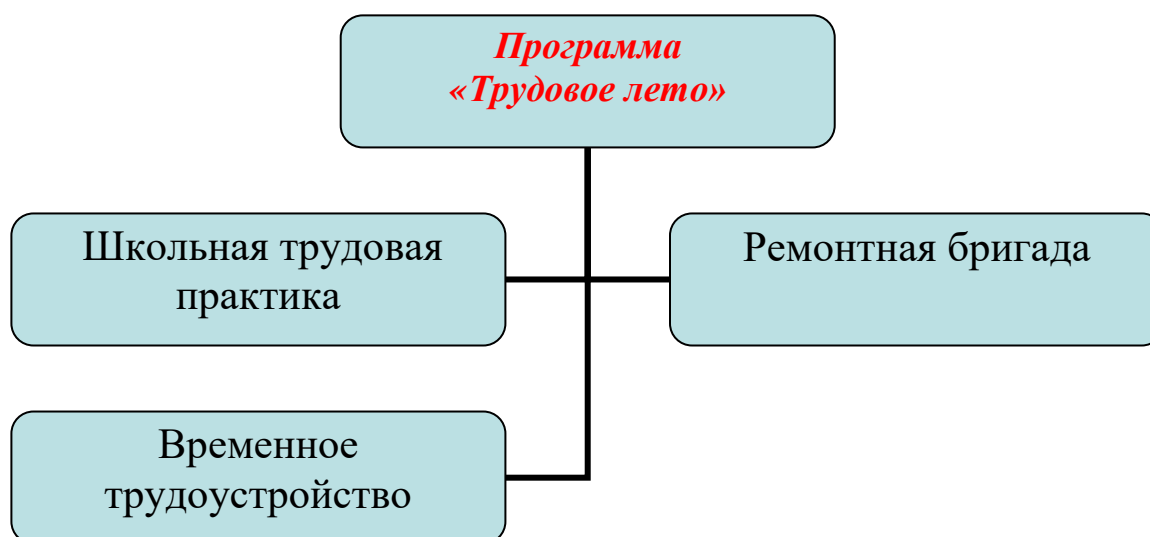 Программа
«Трудовое лето»
Школьная трудовая
практика
Ремонтная бригада
Временное
трудоустройство